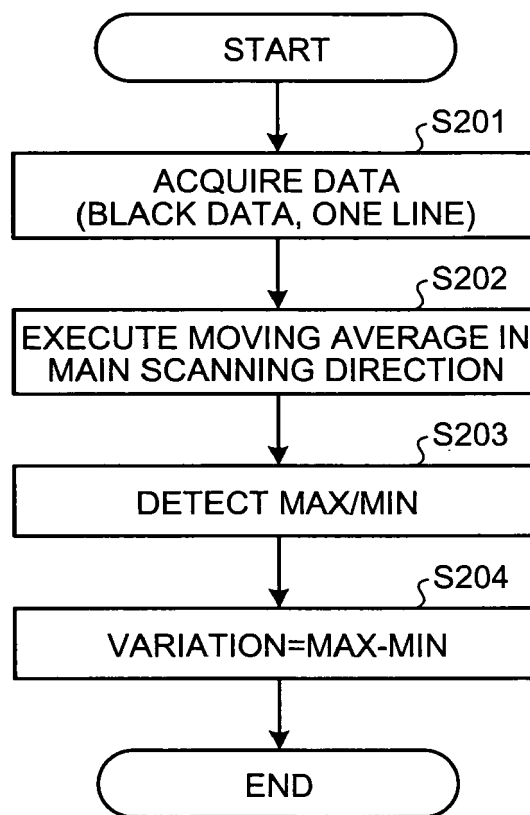 START
S201
ACQUIRE DATA
(BLACK DATA, ONE LINE)
S202
EXECUTE MOVING AVERAGE IN
MAIN SCANNING DIRECTION
S203
DETECT MAX/MIN
S204
VARIATION=MAX-MIN
END